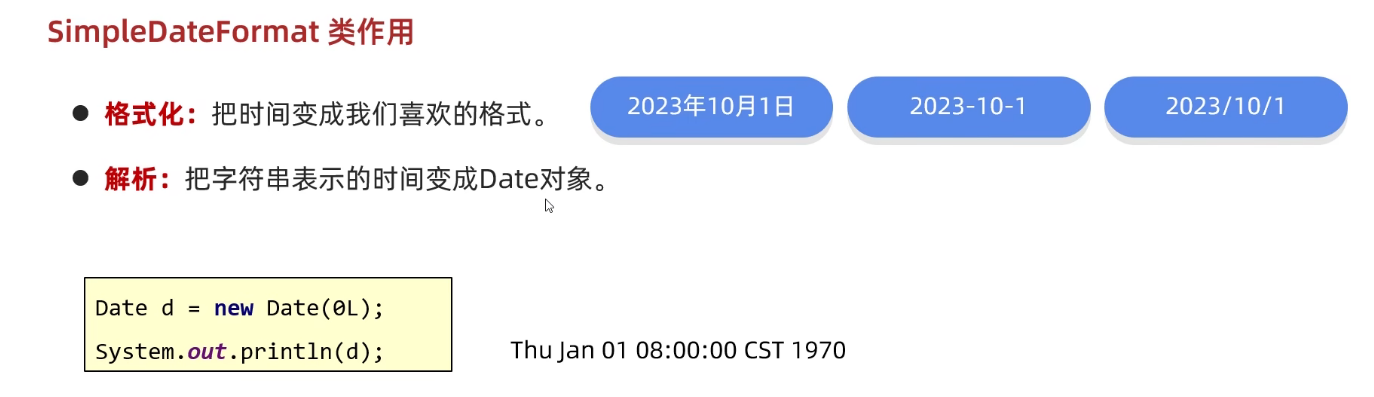 SimpleDateFormat 类作用
● 格式化：把时间变成我们喜欢的格式。 2023年10月1日 2023-10-1 2023/10/1
● 解析：把字符串表示的时间变成Date对象。
Date d = new Date(0L);
System.out.println(d); Thu Jan 01 08:00:00 CST 1970